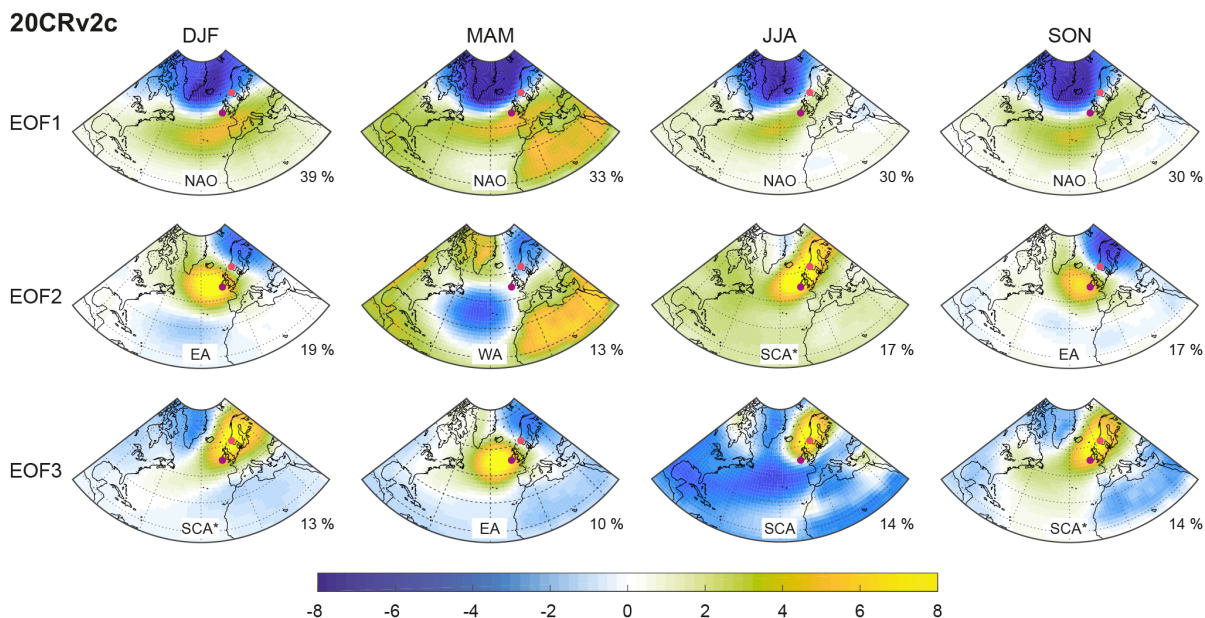 20CRv2c
DJF MAM JJA SON
EOF1
NAO 39 % NAO 33 % NAO 30 % NAO 30 %
EOF2
EA 19 % WA 13 % SCA* 17 % EA 17 %
EOF3
SCA* 13 % EA 10 % SCA 14 % SCA* 14 %
-8 -6 -4 -2 0 2 4 6 8